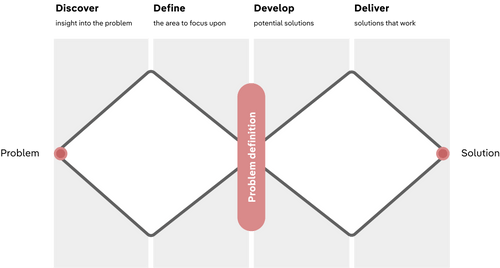 Discover
insight into the problem
Define
the area to focus upon
Develop
potential solutions
Deliver
solutions that work
Problem
Problem definition
Solution